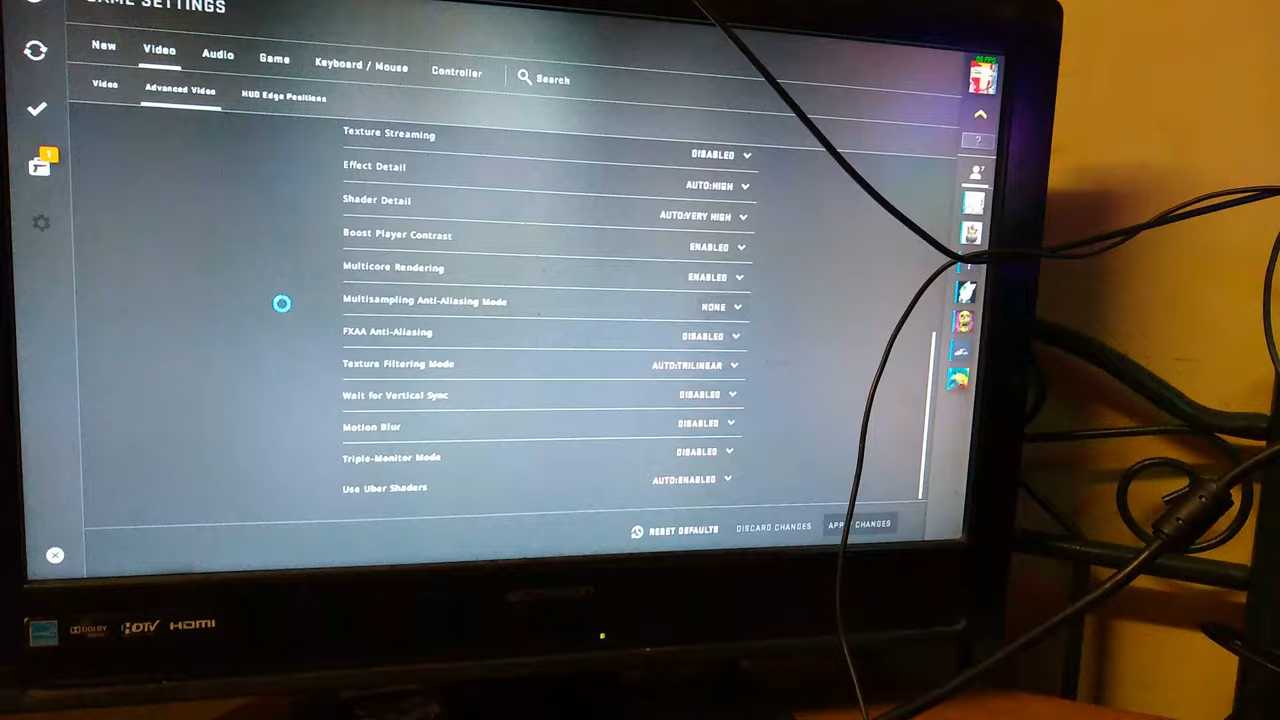 GAME SETTINGS
New Video Audio Game Keyboard / Mouse Controller Search
Video Advanced Video HUD Edge Positions
Texture Streaming DISABLED
Effect Detail AUTO:HIGH
Shader Detail AUTO:VERY HIGH
Boost Player Contrast ENABLED
Multicore Rendering ENABLED
Multisampling Anti-Aliasing Mode NONE
FXAA Anti-Aliasing DISABLED
Texture Filtering Mode AUTO:TRILINEAR
Wait for Vertical Sync DISABLED
Motion Blur DISABLED
Triple-Monitor Mode DISABLED
Use Uber Shaders AUTO:ENABLED
RESET DEFAULTS DISCARD CHANGES APPLY CHANGES
1
?
7
DOLBY HDTV HDMI